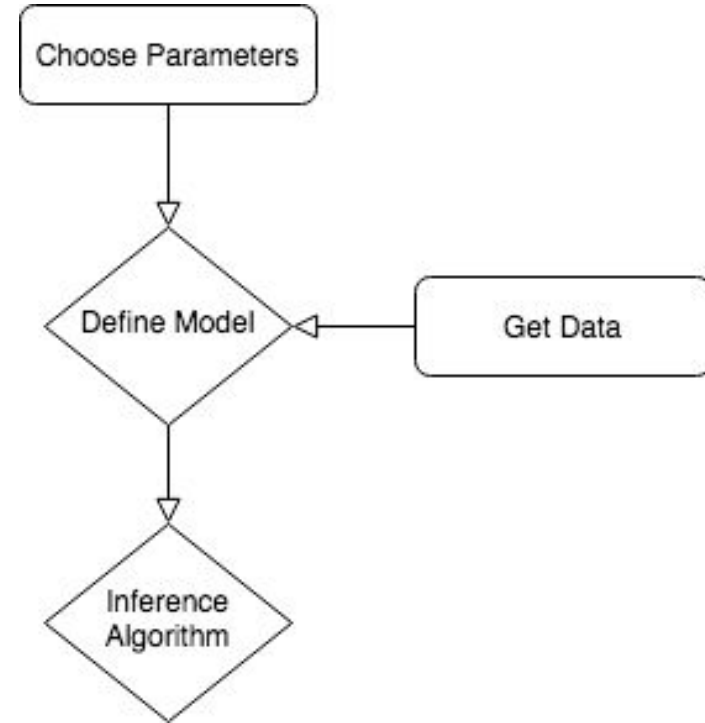 Choose Parameters
Define Model
Get Data
Inference
Algorithm